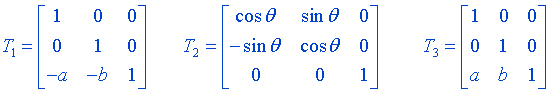 T₁ = [ 1 0 0 ; 0 1 0 ; -a -b 1 ] T₂ = [ cos θ sin θ 0 ; -sin θ cos θ 0 ; 0 0 1 ] T₃ = [ 1 0 0 ; 0 1 0 ; a b 1 ]